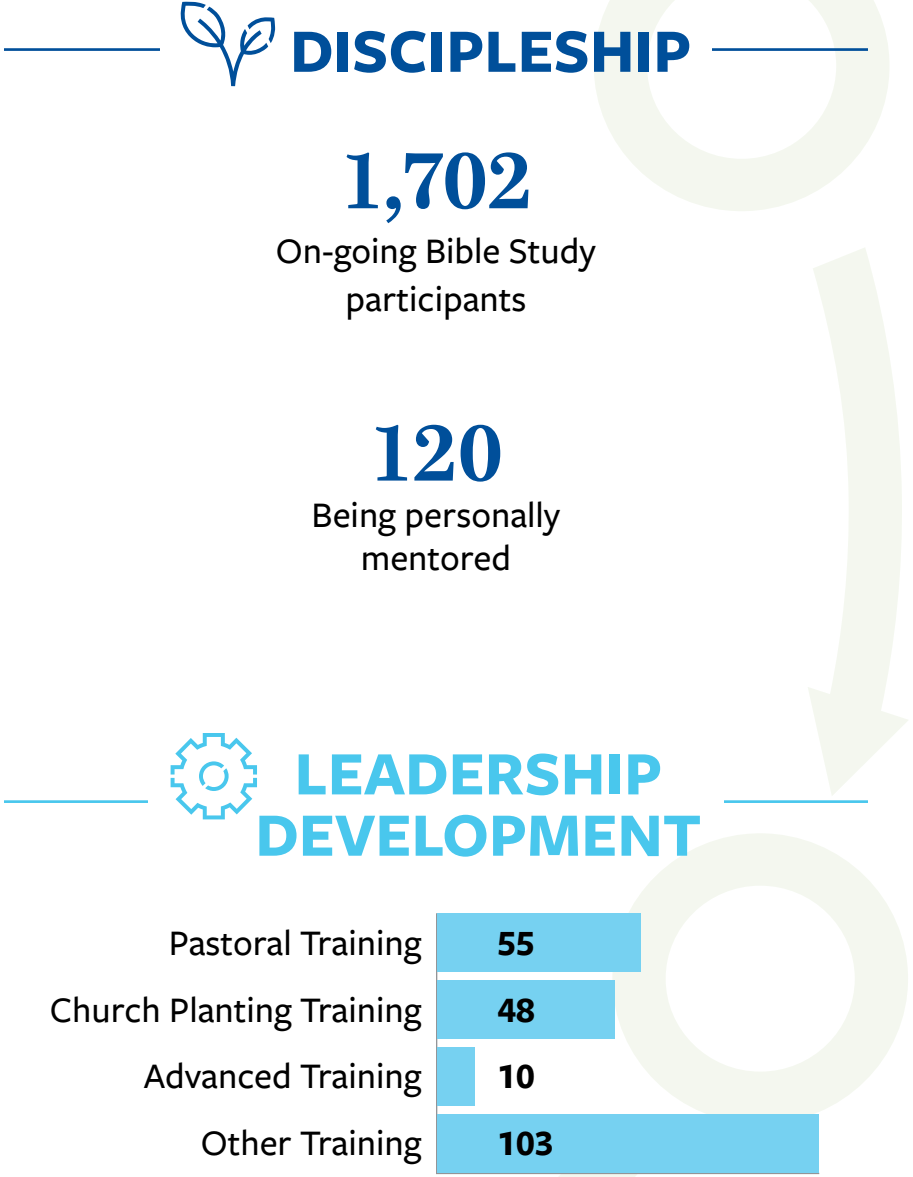 DISCIPLESHIP
1,702
On-going Bible Study
participants
120
Being personally
mentored
LEADERSHIP
DEVELOPMENT
Pastoral Training 55
Church Planting Training 48
Advanced Training 10
Other Training 103